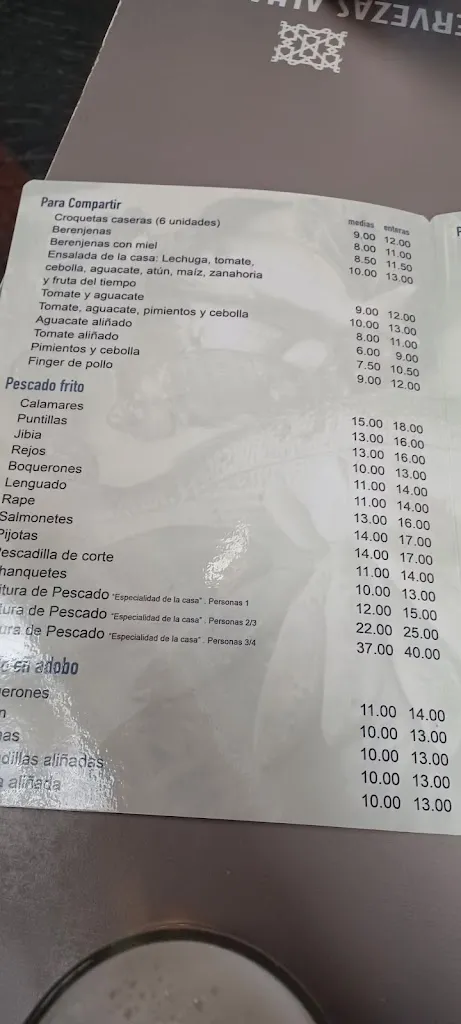 Para Compartir medias enteras
Croquetas caseras (6 unidades) 9.00 12.00
Berenjenas 8.00 11.00
Berenjenas con miel 8.50 11.50
Ensalada de la casa: Lechuga, tomate, 10.00 13.00
cebolla, aguacate, atún, maíz, zanahoria
y fruta del tiempo
Tomate y aguacate 9.00 12.00
Tomate, aguacate, pimientos y cebolla 10.00 13.00
Aguacate aliñado 8.00 11.00
Tomate aliñado 6.00 9.00
Pimientos y cebolla 7.50 10.50
Finger de pollo 9.00 12.00
Pescado frito
Calamares 15.00 18.00
Puntillas 13.00 16.00
Jibia 13.00 16.00
Rejos 10.00 13.00
Boquerones 11.00 14.00
Lenguado 11.00 14.00
Rape 13.00 16.00
Salmonetes 14.00 17.00
Pijotas 14.00 17.00
escadilla de corte 11.00 14.00
hanquetes 10.00 13.00
itura de Pescado "Especialidad de la casa". Personas 1 12.00 15.00
tura de Pescado "Especialidad de la casa". Personas 2/3 22.00 25.00
ura de Pescado "Especialidad de la casa". Personas 3/4 37.00 40.00
en adobo
erones 11.00 14.00
n 10.00 13.00
as 10.00 13.00
dillas aliñadas 10.00 13.00
a aliñada 10.00 13.00